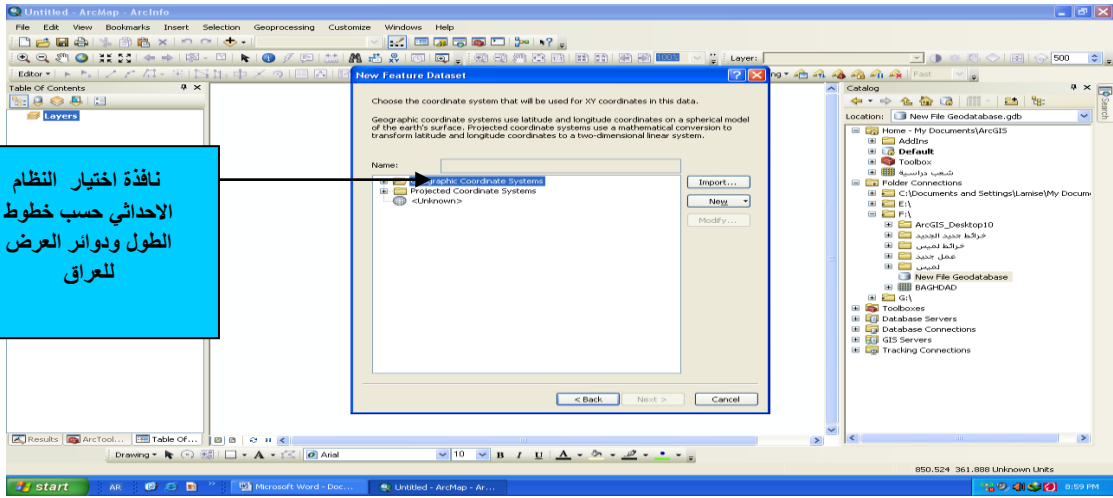 Untitled - ArcMap - ArcInfo
File Edit View Bookmarks Insert Selection Geoprocessing Customize Windows Help
100% Layer: 500
Editor Fast
Table Of Contents
Layers
نافذة اختيار النظام
الاحداثي حسب خطوط
الطول ودوائر العرض
للعراق
New Feature Dataset
Choose the coordinate system that will be used for XY coordinates in this data.
Geographic coordinate systems use latitude and longitude coordinates on a spherical model
of the earth's surface. Projected coordinate systems use a mathematical conversion to
transform latitude and longitude coordinates to a two-dimensional linear system.
Name:
Geographic Coordinate Systems
Projected Coordinate Systems
<Unknown>
Import...
New
Modify...
< Back Next > Cancel
Catalog
Location: New File Geodatabase.gdb
Home - My Documents\ArcGIS
AddIns
Default
Toolbox
شعب دراسية
Folder Connections
C:\Documents and Settings\Lamise\My Docum
E:\
F:\
ArcGIS_Desktop10
خرائط جديد الجديد
خرائط لميس
عمل جديد
لميس
New File Geodatabase
BAGHDAD
G:\
Toolboxes
Database Servers
Database Connections
GIS Servers
Tracking Connections
Search
Results ArcTool... Table Of...
Drawing A Arial 10 B I U A
850.524 361.888 Unknown Units
start AR Microsoft Word - Doc... Untitled - ArcMap - Ar... 8:59 PM